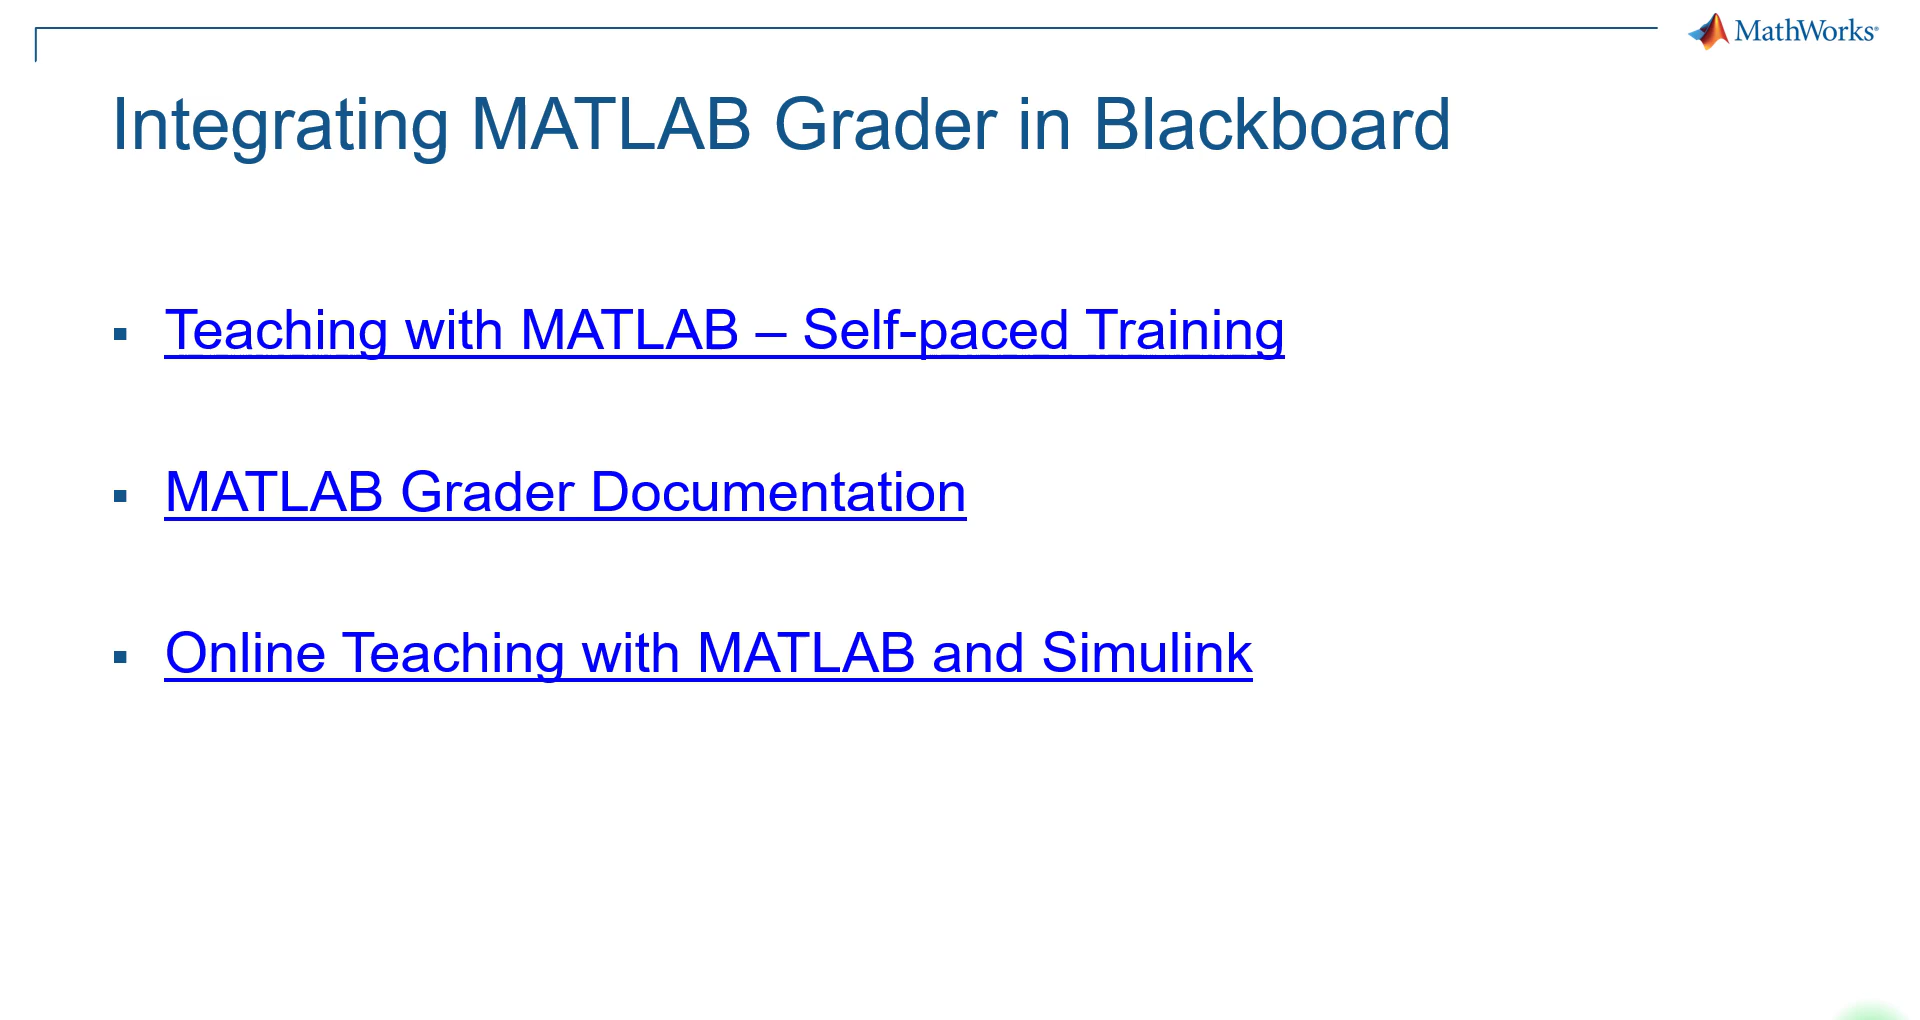 MathWorks®
Integrating MATLAB Grader in Blackboard
▪ Teaching with MATLAB – Self-paced Training
▪ MATLAB Grader Documentation
▪ Online Teaching with MATLAB and Simulink